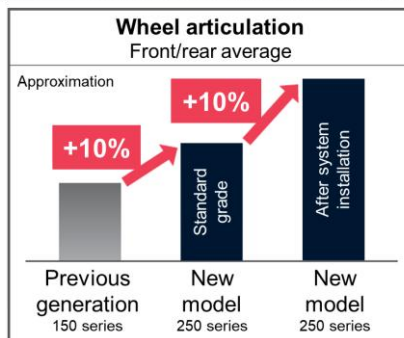 Wheel articulation
Front/rear average
Approximation
+10%
+10%
Standard
grade
After system
installation
Previous
generation
150 series
New
model
250 series
New
model
250 series